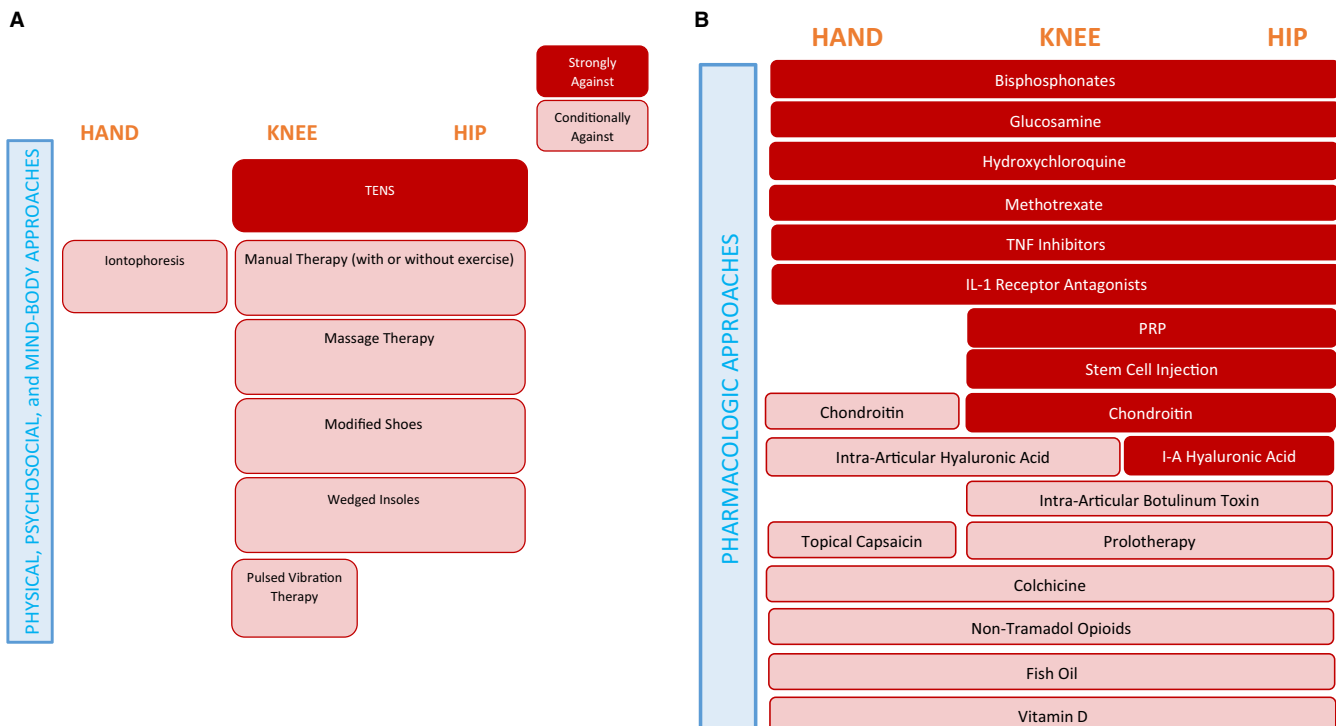 A
Strongly
Against
Conditionally
Against
HAND KNEE HIP
PHYSICAL, PSYCHOSOCIAL, and MIND-BODY APPROACHES
TENS
Iontophoresis
Manual Therapy (with or without exercise)
Massage Therapy
Modified Shoes
Wedged Insoles
Pulsed Vibration
Therapy
B
HAND KNEE HIP
PHARMACOLOGIC APPROACHES
Bisphosphonates
Glucosamine
Hydroxychloroquine
Methotrexate
TNF Inhibitors
IL-1 Receptor Antagonists
PRP
Stem Cell Injection
Chondroitin Chondroitin
Intra-Articular Hyaluronic Acid I-A Hyaluronic Acid
Intra-Articular Botulinum Toxin
Topical Capsaicin Prolotherapy
Colchicine
Non-Tramadol Opioids
Fish Oil
Vitamin D